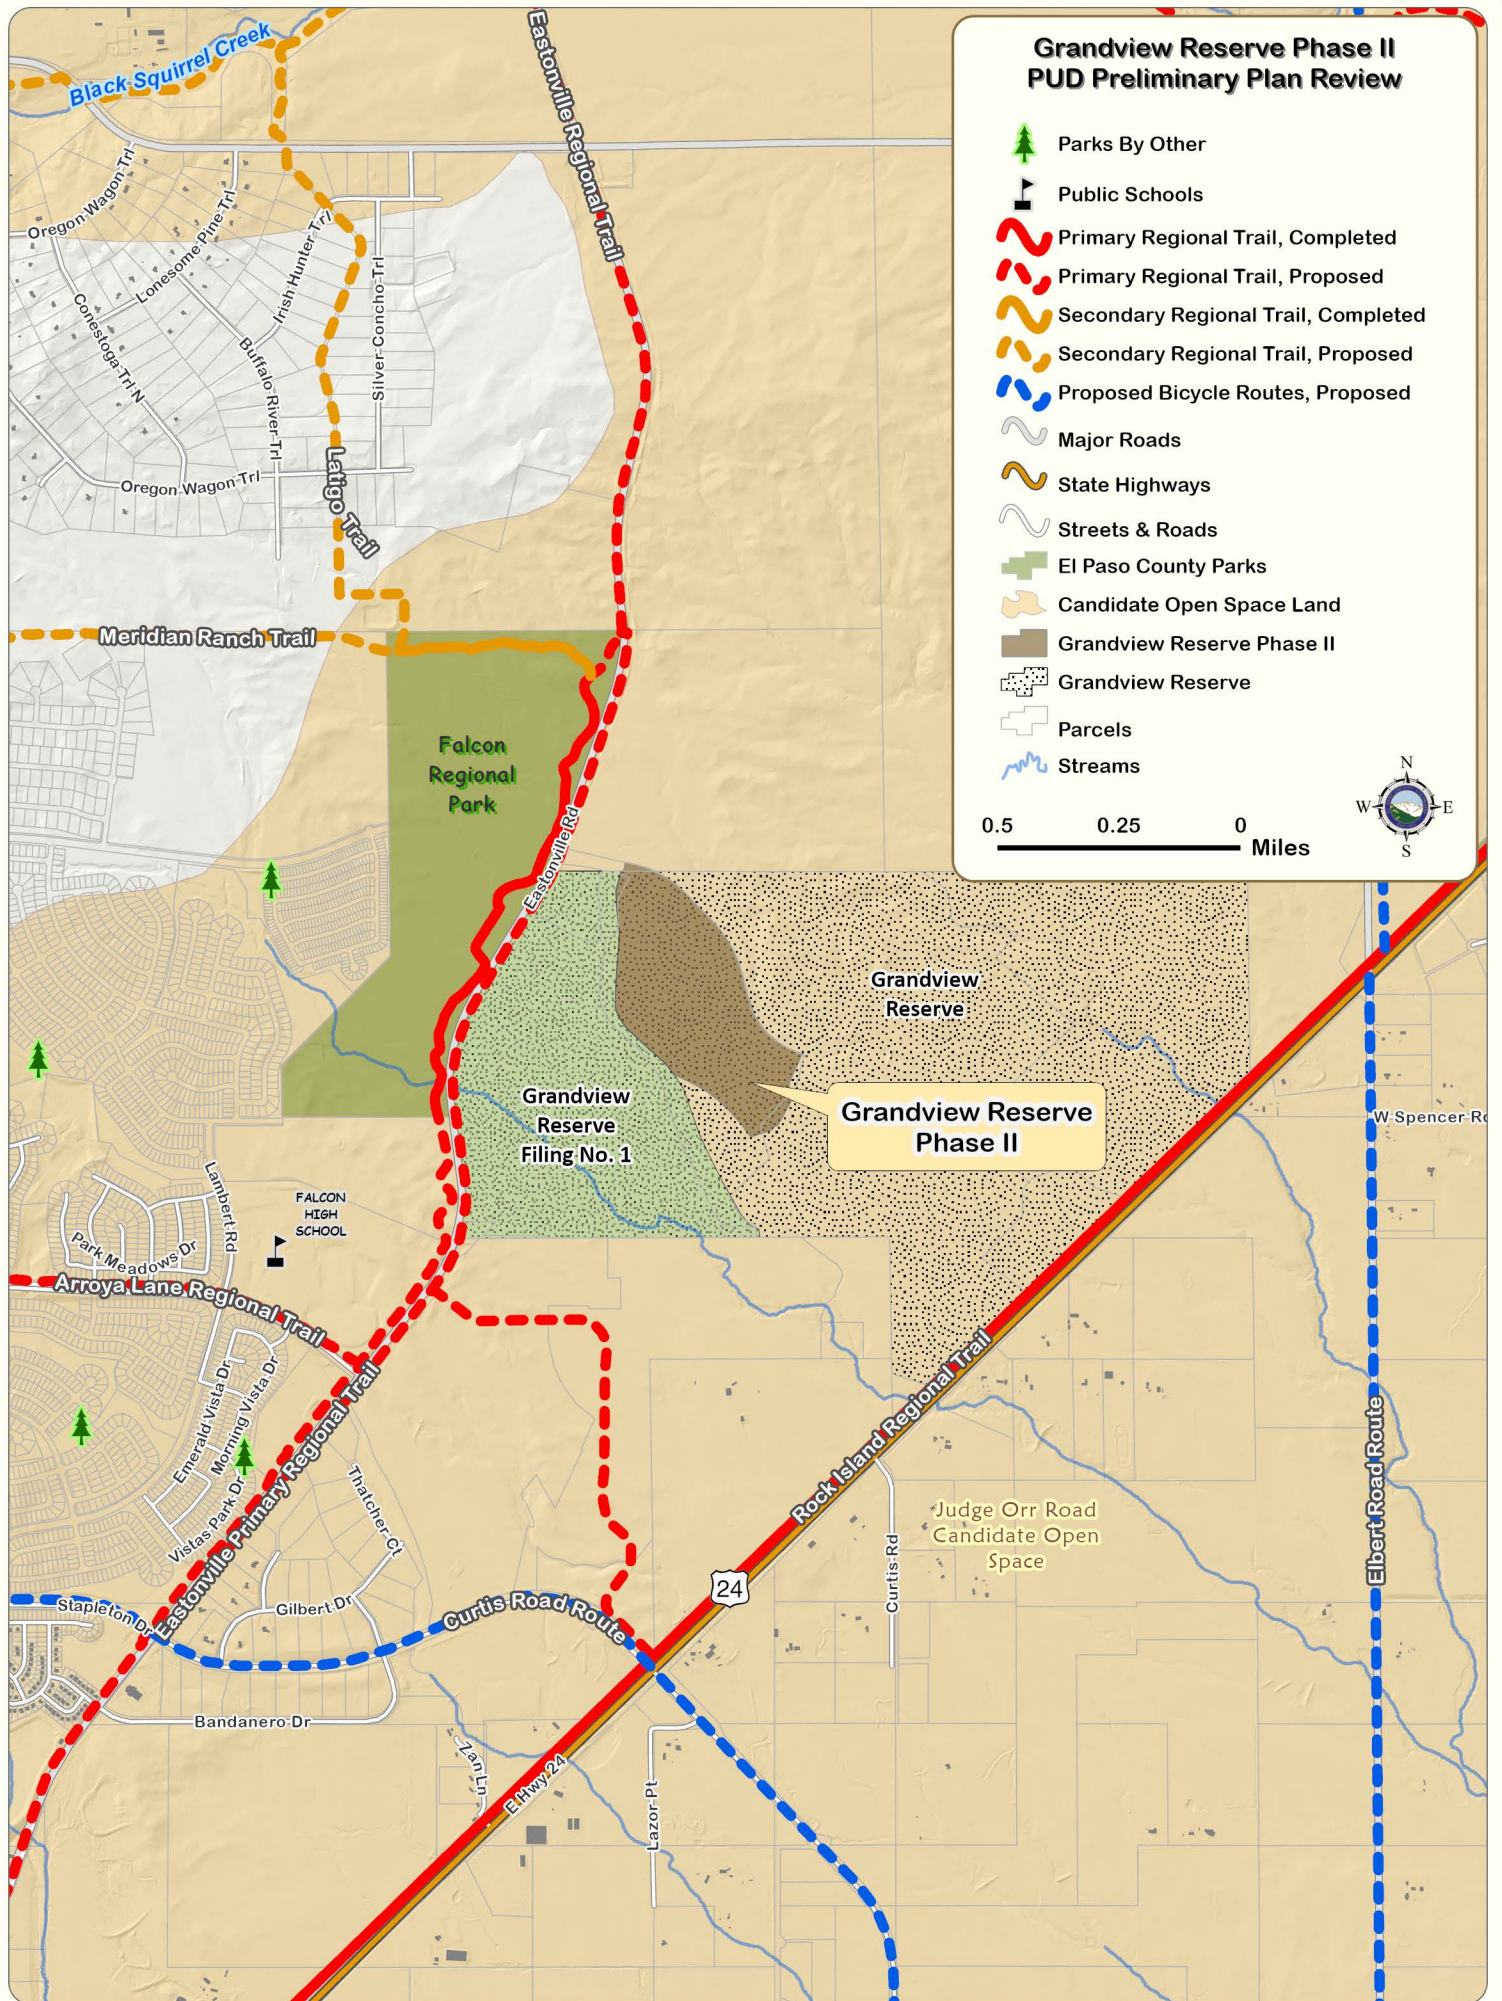 Grandview Reserve Phase II
PUD Preliminary Plan Review
Parks By Other
Public Schools
Primary Regional Trail, Completed
Primary Regional Trail, Proposed
Secondary Regional Trail, Completed
Secondary Regional Trail, Proposed
Proposed Bicycle Routes, Proposed
Major Roads
State Highways
Streets & Roads
El Paso County Parks
Candidate Open Space Land
Grandview Reserve Phase II
Grandview Reserve
Parcels
Streams
N
W
E
S
0.5
0.25
0
Miles
Black Squirrel Creek
Eastonville Regional Trail
Oregon Wagon Trl
Lonesome Pine Trl
Irish Hunter Trl
Silver Concho Trl
Conestoga Trl N
Buffalo River Trl
Oregon Wagon Trl
Latigo Trail
Meridian Ranch Trail
Falcon
Regional
Park
Eastonville Rd
Grandview
Reserve
Grandview
Reserve
Filing No. 1
Grandview Reserve
Phase II
W Spencer Rd
Lambert Rd
FALCON
HIGH
SCHOOL
Park Meadows Dr
Arroya Lane Regional Trail
Emerald Vista Dr
Morning Vista Dr
Vistas Park Dr
Eastonville Primary Regional Trail
Thatcher Ct
Rock Island Regional Trail
Elbert Road Route
Judge Orr Road
Candidate Open
Space
Curtis Rd
24
Stapleton Dr
Gilbert Dr
Curtis Road Route
Bandanero Dr
Zan Ln
E Hwy 24
Lazor Pt